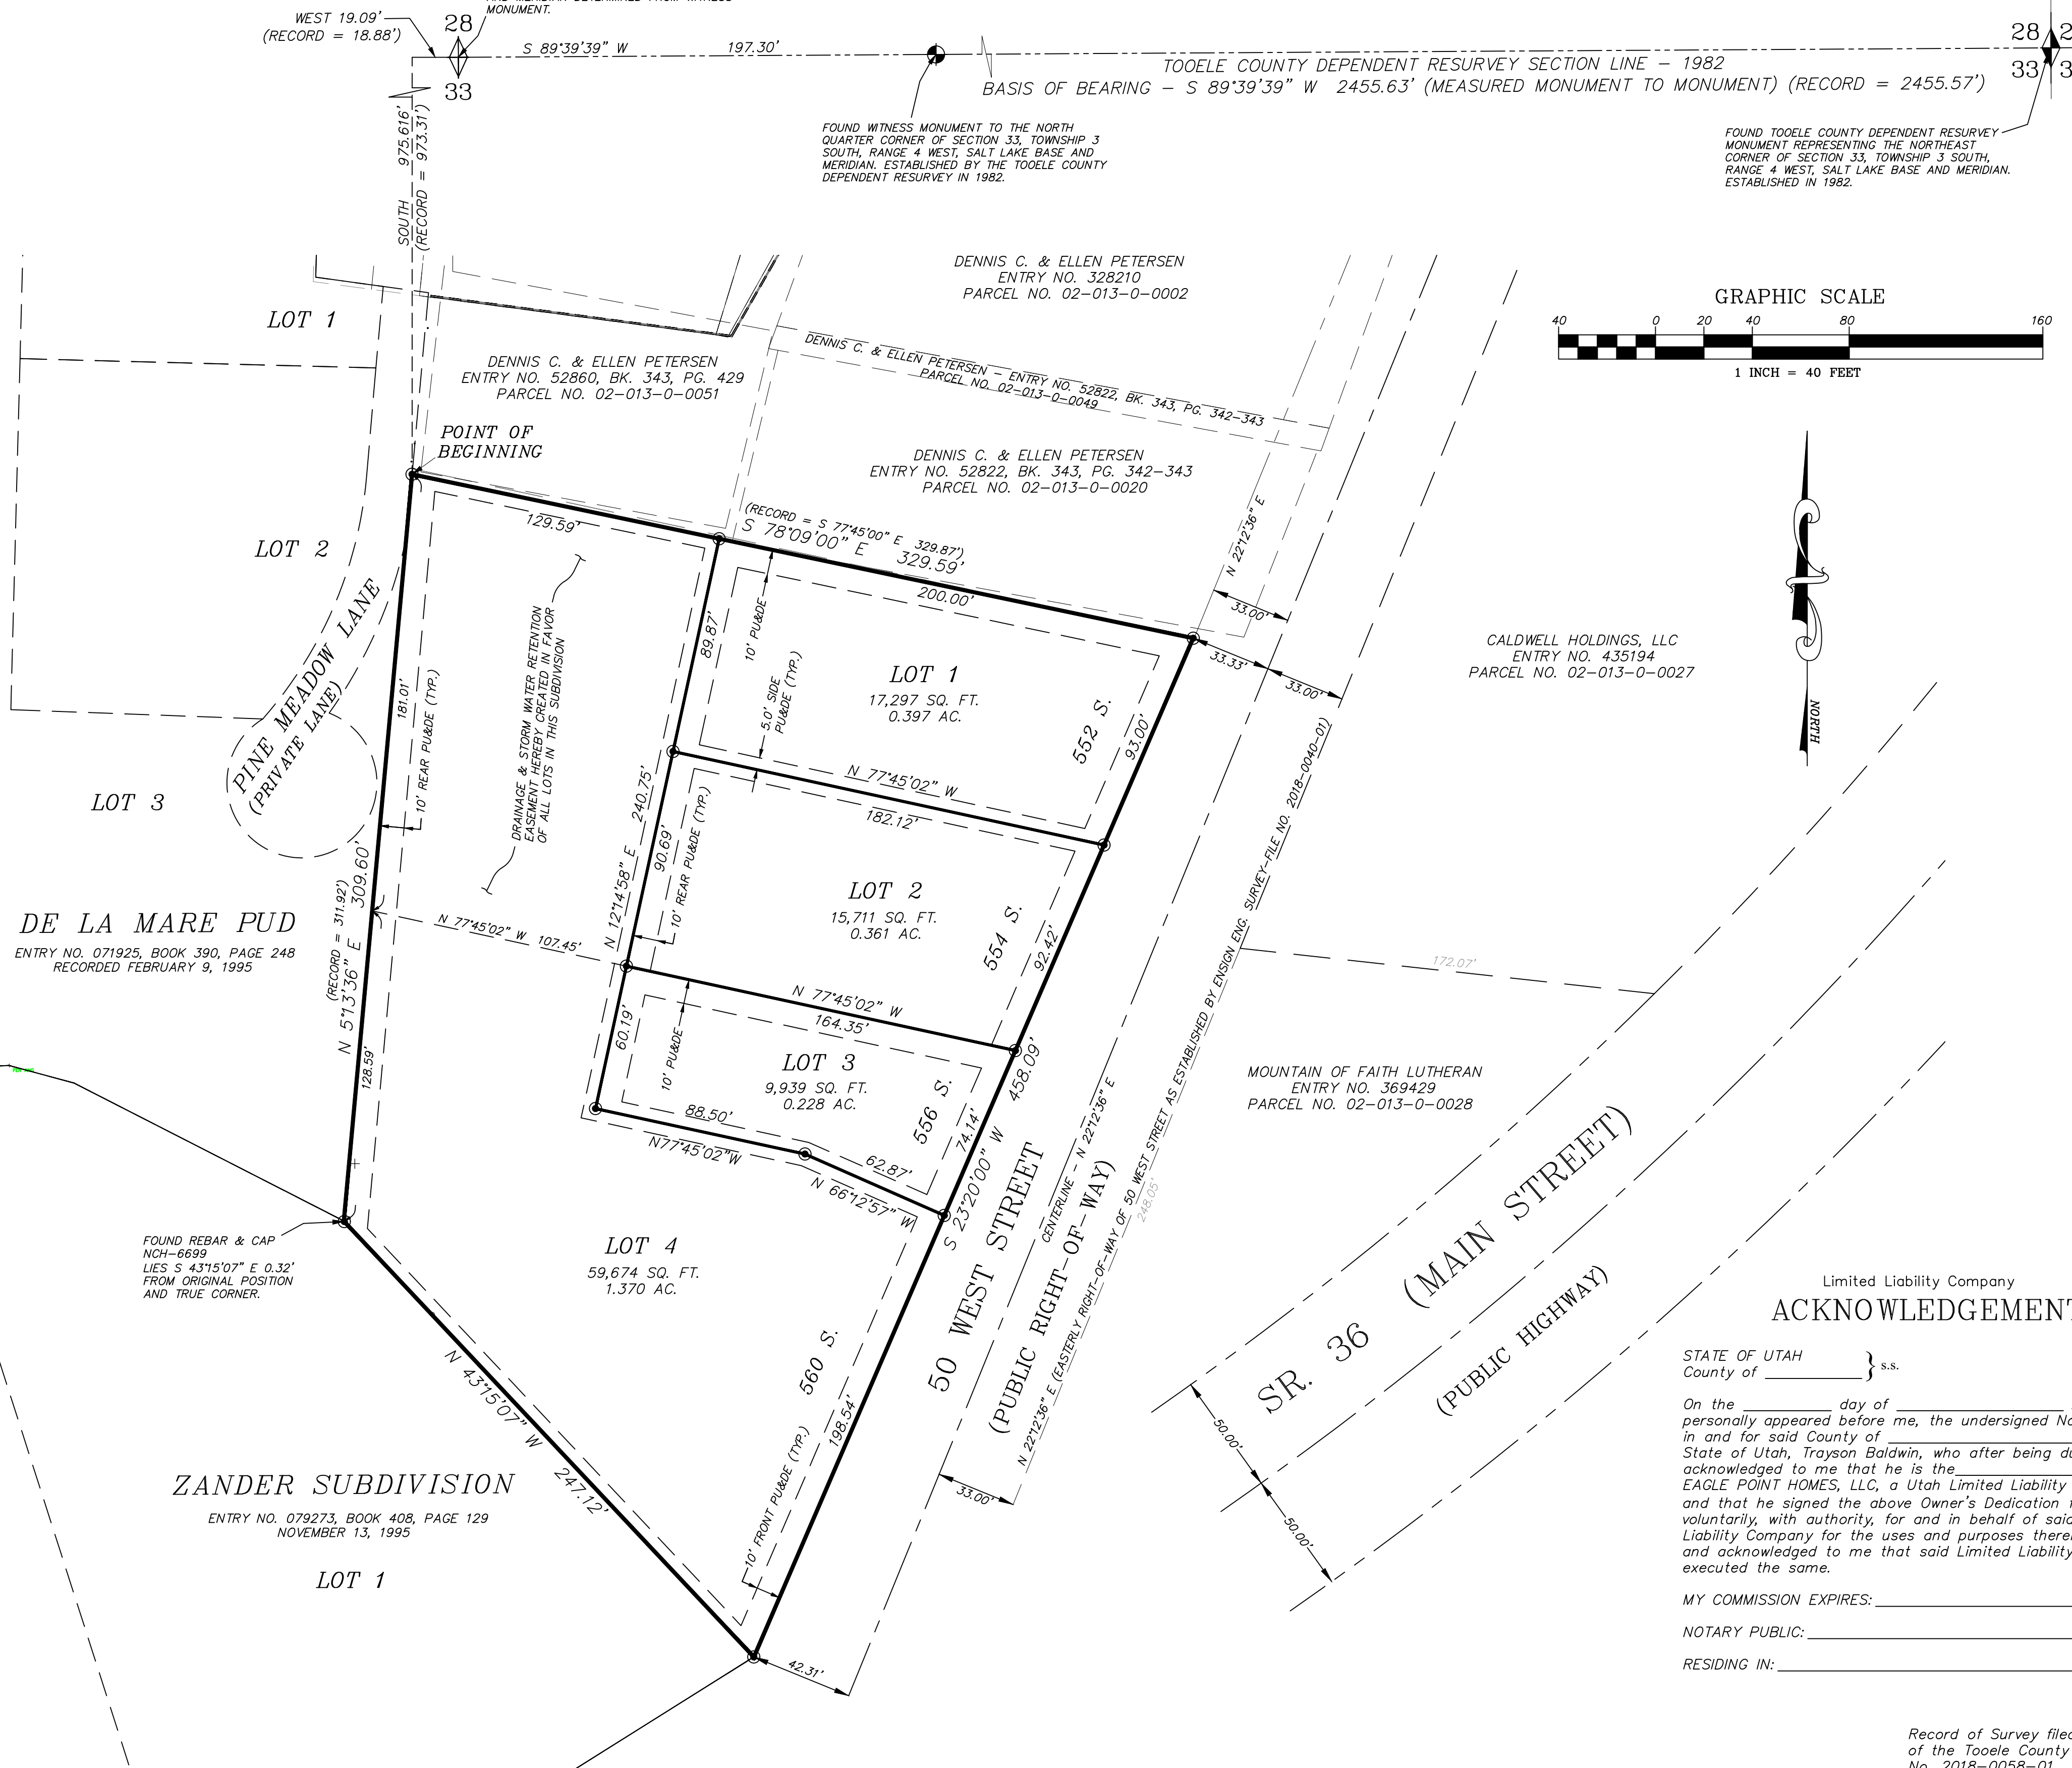 MONUMENT.
WEST 19.09'
(RECORD = 18.88')
28
33
S 89°39'39" W 197.30'
28
33
TOOELE COUNTY DEPENDENT RESURVEY SECTION LINE - 1982
BASIS OF BEARING - S 89°39'39" W 2455.63' (MEASURED MONUMENT TO MONUMENT) (RECORD = 2455.57')
SOUTH 975.616'
(RECORD = 973.31')
FOUND WITNESS MONUMENT TO THE NORTH
QUARTER CORNER OF SECTION 33, TOWNSHIP 3
SOUTH, RANGE 4 WEST, SALT LAKE BASE AND
MERIDIAN. ESTABLISHED BY THE TOOELE COUNTY
DEPENDENT RESURVEY IN 1982.
FOUND TOOELE COUNTY DEPENDENT RESURVEY
MONUMENT REPRESENTING THE NORTHEAST
CORNER OF SECTION 33, TOWNSHIP 3 SOUTH,
RANGE 4 WEST, SALT LAKE BASE AND MERIDIAN.
ESTABLISHED IN 1982.
DENNIS C. & ELLEN PETERSEN
ENTRY NO. 328210
PARCEL NO. 02-013-0-0002
GRAPHIC SCALE
40 0 20 40 80 160
1 INCH = 40 FEET
LOT 1
DENNIS C. & ELLEN PETERSEN
ENTRY NO. 52860, BK. 343, PG. 429
PARCEL NO. 02-013-0-0051
DENNIS C. & ELLEN PETERSEN - ENTRY NO. 52822, BK. 343, PG. 342-343
PARCEL NO. 02-013-0-0049
POINT OF
BEGINNING
DENNIS C. & ELLEN PETERSEN
ENTRY NO. 52822, BK. 343, PG. 342-343
PARCEL NO. 02-013-0-0020
(RECORD = S 77°45'00" E 329.87')
S 78°09'00" E 329.59'
129.59'
200.00'
N 22°12'36" E
33.00'
33.33'
33.00'
LOT 2
PINE MEADOW LANE
(PRIVATE LANE)
LOT 3
181.01'
10' REAR PU&DE (TYP.)
DRAINAGE & STORM WATER RETENTION
EASEMENT HEREBY CREATED IN FAVOR
OF ALL LOTS IN THIS SUBDIVISION
89.87'
10' PU&DE
5.0' SIDE
PU&DE (TYP.)
LOT 1
17,297 SQ. FT.
0.397 AC.
552 S.
93.00'
CALDWELL HOLDINGS, LLC
ENTRY NO. 435194
PARCEL NO. 02-013-0-0027
NORTH
N 77°45'02" W
182.12'
N 12°14'58" E 240.75'
90.69'
10' REAR PU&DE (TYP.)
LOT 2
15,711 SQ. FT.
0.361 AC.
554 S.
92.42'
DE LA MARE PUD
ENTRY NO. 071925, BOOK 390, PAGE 248
RECORDED FEBRUARY 9, 1995
(RECORD = 311.92')
N 5°13'36" E 309.60'
128.59'
N 77°45'02" W 107.45'
N 77°45'02" W
164.35'
60.19'
10' PU&DE
LOT 3
9,939 SQ. FT.
0.228 AC.
556 S.
74.14'
88.50'
N77°45'02"W
62.87'
N 66°12'57" W
S 23°20'00" W 458.09'
172.07'
MOUNTAIN OF FAITH LUTHERAN
ENTRY NO. 369429
PARCEL NO. 02-013-0-0028
50 WEST STREET
(PUBLIC RIGHT-OF-WAY)
CENTERLINE - N 22°12'36" E
N 22°12'36" E (EASTERLY RIGHT-OF-WAY OF 50 WEST STREET AS ESTABLISHED BY ENSIGN ENG. SURVEY-FILE NO. 2018-0040-01)
248.05'
FOUND REBAR & CAP
NCH-6699
LIES S 43°15'07" E 0.32'
FROM ORIGINAL POSITION
AND TRUE CORNER.
LOT 4
59,674 SQ. FT.
1.370 AC.
560 S.
198.54'
10' FRONT PU&DE (TYP.)
N 43°15'07" W 247.12'
33.00'
42.31'
SR. 36 (MAIN STREET)
(PUBLIC HIGHWAY)
50.00'
50.00'
ZANDER SUBDIVISION
ENTRY NO. 079273, BOOK 408, PAGE 129
NOVEMBER 13, 1995
LOT 1
Limited Liability Company
ACKNOWLEDGEMENT
STATE OF UTAH
County of } s.s.
On the day of
personally appeared before me, the undersigned
in and for said County of
State of Utah, Trayson Baldwin, who after being
acknowledged to me that he is the
EAGLE POINT HOMES, LLC, a Utah Limited Liability
and that he signed the above Owner's Dedication
voluntarily, with authority, for and in behalf of said
Liability Company for the uses and purposes
and acknowledged to me that said Limited Liability
executed the same.
MY COMMISSION EXPIRES:
NOTARY PUBLIC:
RESIDING IN:
Record of Survey
of the Tooele County
No. 2018-0058-01